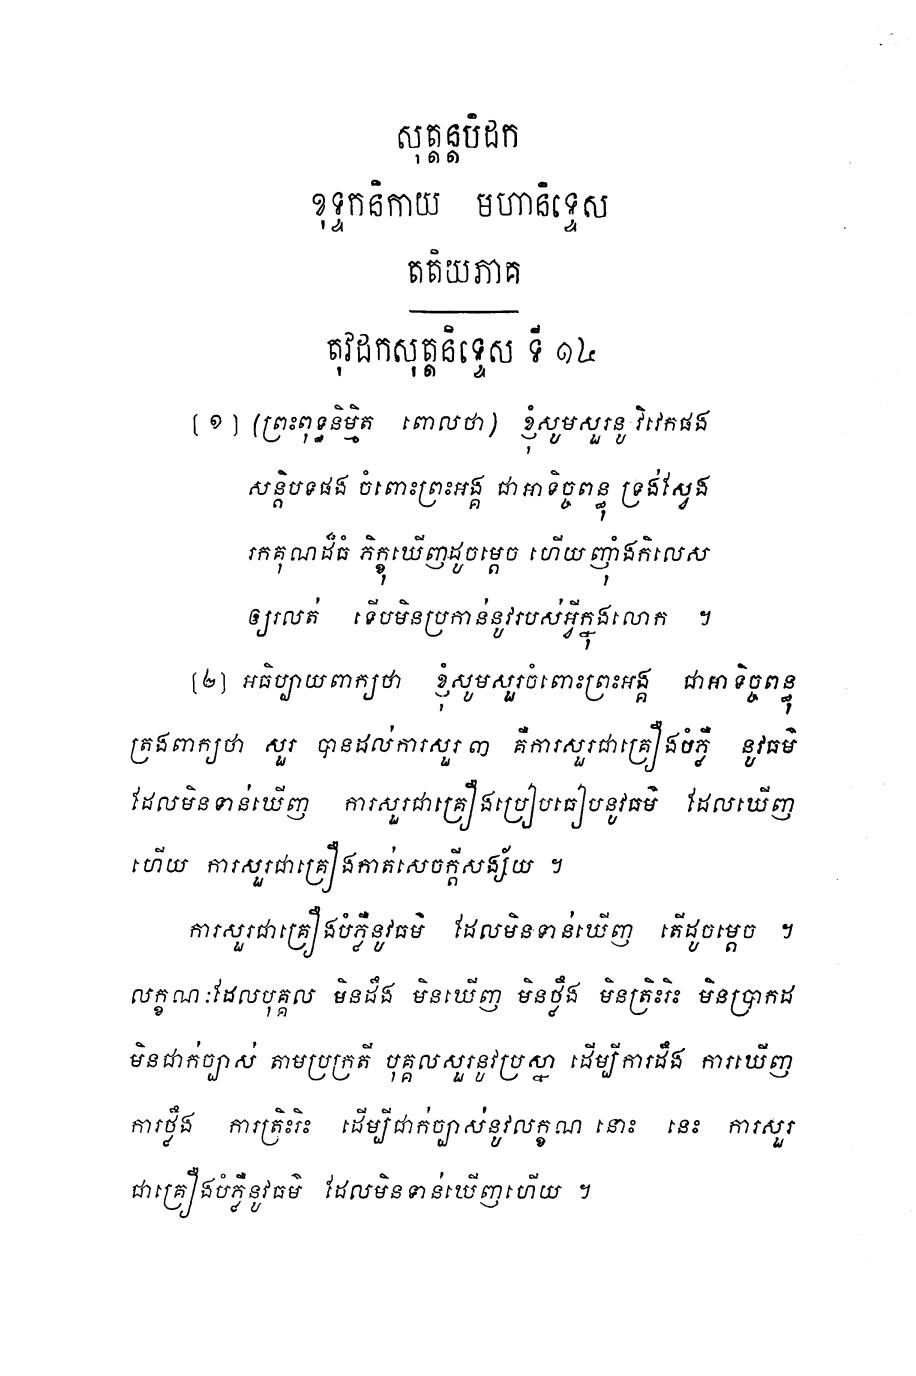 សុត្តន្តបិដក
ខុទ្ទកនិកាយ មហានិទ្ទេស
តតិយភាគ
តុវដកសុត្តនិទ្ទេស ទី ១៤
[ ១ ] (ព្រះពុទ្ធនិម្មិត ពោលថា) ខ្ញុំសូមសួរនូវវិវេកផង
សន្តិបទផង ចំពោះព្រះអង្គ ជាអាទិច្ចពន្ធុ ទ្រង់ស្វែង
រកគុណដ៏ធំ ភិក្ខុឃើញដូចម្តេច ហើយញុំាងកិលេស
ឲ្យរលត់ ទើបមិនប្រកាន់នូវរបស់អ្វីក្នុងលោក ។
[២] អធិប្បាយពាក្យថា ខ្ញុំសូមសួរចំពោះព្រះអង្គ ជាអាទិច្ចពន្ធុ
ត្រង់ពាក្យថា សួរ បានដល់ការសួរ ៣ គឺការសួរជាគ្រឿងបំភ្លឺ នូវធម៌
ដែលមិនទាន់ឃើញ ការសួរជាគ្រឿងប្រៀបធៀបនូវធម៌ ដែលឃើញ
ហើយ ការសួរជាគ្រឿងកាត់សេចក្តីសង្ស័យ ។
ការសួរជាគ្រឿងបំភ្លឺនូវធម៌ ដែលមិនទាន់ឃើញ តើដូចម្តេច ។
លក្ខណៈដែលបុគ្គល មិនដឹង មិនឃើញ មិនថ្លឹង មិនត្រិះរិះ មិនប្រាកដ
មិនជាក់ច្បាស់ តាមប្រក្រតី បុគ្គលសួរនូវប្រស្នា ដើម្បីការដឹង ការឃើញ
ការថ្លឹង ការត្រិះរិះ ដើម្បីជាក់ច្បាស់នូវលក្ខណ នោះ នេះ ការសួរ
ជាគ្រឿងបំភ្លឺនូវធម៌ ដែលមិនទាន់ឃើញហើយ ។